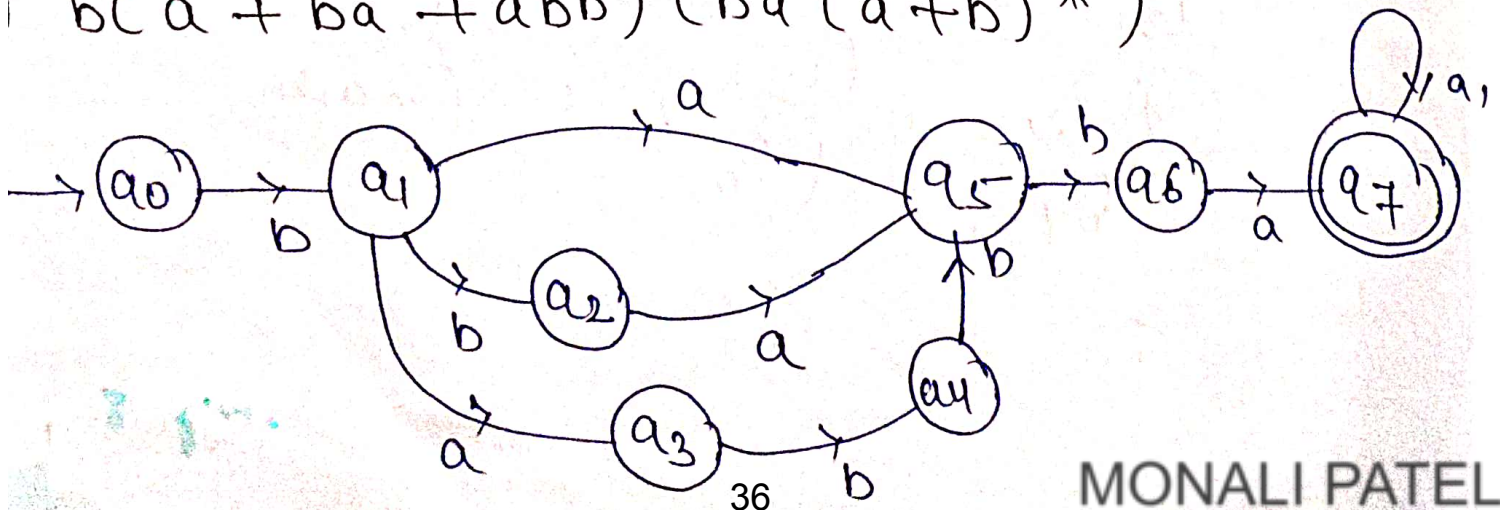 b(a + ba + abb) (ba (a+b)*)
a
a,
b
q0
q1
q5
q6
q7
b
a
b
q2
b
a
q4
q3
a
b
36
MONALI PATEL